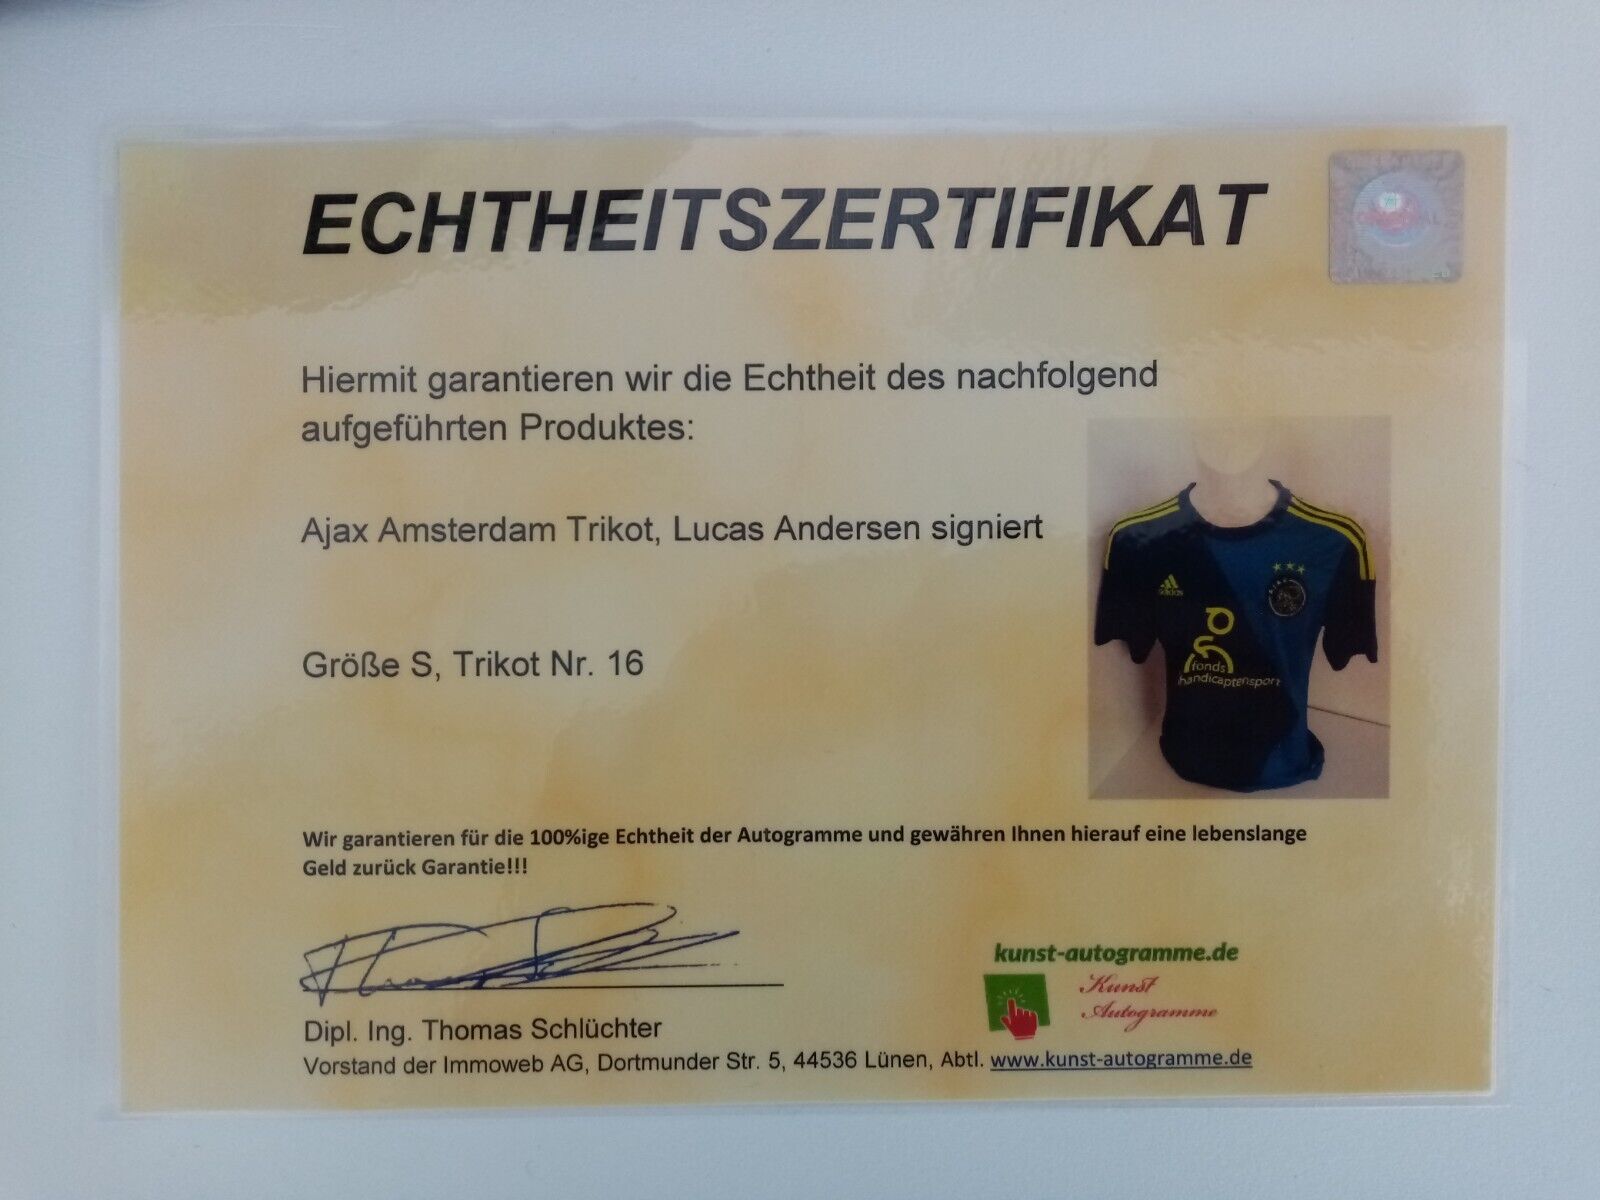 ECHTHEITSZERTIFIKAT
Hiermit garantieren wir die Echtheit des nachfolgend
aufgeführten Produktes:
Ajax Amsterdam Trikot, Lucas Andersen signiert
adidas
fonds
handicaptensport
Größe S, Trikot Nr. 16
Wir garantieren für die 100%ige Echtheit der Autogramme und gewähren Ihnen hierauf eine lebenslange
Geld zurück Garantie!!!
kunst-autogramme.de
Kunst
Autogramme
Dipl. Ing. Thomas Schlüchter
Vorstand der Immoweb AG, Dortmunder Str. 5, 44536 Lünen, Abtl. www.kunst-autogramme.de